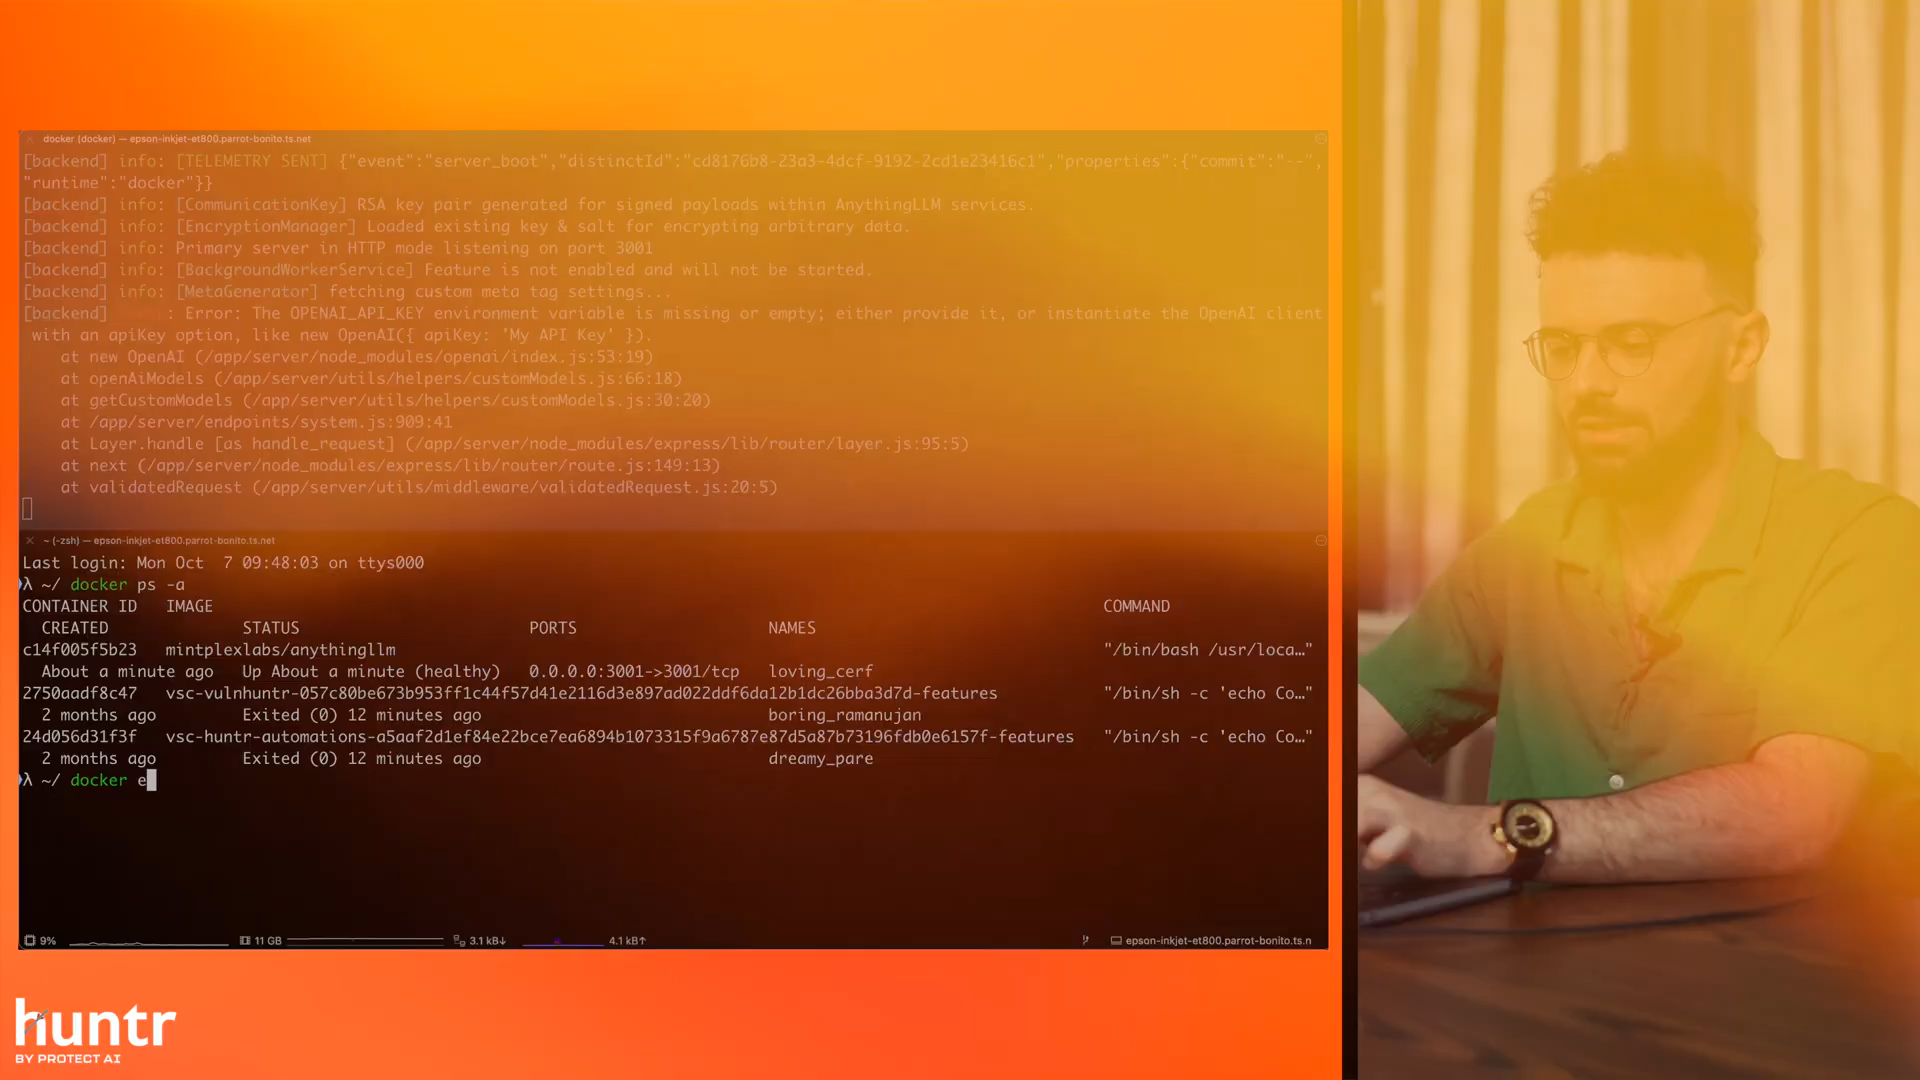 docker (docker) — epson-inkjet-et800.parrot-bonito.ts.net
[backend] info: [TELEMETRY SENT] {"event":"server_boot","distinctId":"cd8176b8-23a3-4dcf-9192-2cd1e23416c1","properties":{"commit":"--",
"runtime":"docker"}}
[backend] info: [CommunicationKey] RSA key pair generated for signed payloads within AnythingLLM services.
[backend] info: [EncryptionManager] Loaded existing key & salt for encrypting arbitrary data.
[backend] info: Primary server in HTTP mode listening on port 3001
[backend] info: [BackgroundWorkerService] Feature is not enabled and will not be started.
[backend] info: [MetaGenerator] fetching custom meta tag settings...
[backend] : Error: The OPENAI_API_KEY environment variable is missing or empty; either provide it, or instantiate the OpenAI client
with an apiKey option, like new OpenAI({ apiKey: 'My API Key' }).
at new OpenAI (/app/server/node_modules/openai/index.js:53:19)
at openAiModels (/app/server/utils/helpers/customModels.js:66:18)
at getCustomModels (/app/server/utils/helpers/customModels.js:30:20)
at /app/server/endpoints/system.js:909:41
at Layer.handle [as handle_request] (/app/server/node_modules/express/lib/router/layer.js:95:5)
at next (/app/server/node_modules/express/lib/router/route.js:149:13)
at validatedRequest (/app/server/utils/middleware/validatedRequest.js:20:5)
~ (-zsh) — epson-inkjet-et800.parrot-bonito.ts.net
Last login: Mon Oct  7 09:48:03 on ttys000
λ ~/ docker ps -a
CONTAINER ID IMAGE COMMAND
CREATED STATUS PORTS NAMES
c14f005f5b23 mintplexlabs/anythingllm "/bin/bash /usr/loca…"
About a minute ago Up About a minute (healthy) 0.0.0.0:3001->3001/tcp loving_cerf
2750aadf8c47 vsc-vulnhuntr-057c80be673b953ff1c44f57d41e2116d3e897ad022ddf6da12b1dc26bba3d7d-features "/bin/sh -c 'echo Co…"
2 months ago Exited (0) 12 minutes ago boring_ramanujan
24d056d31f3f vsc-huntr-automations-a5aaf2d1ef84e22bce7ea6894b1073315f9a6787e87d5a87b73196fdb0e6157f-features "/bin/sh -c 'echo Co…"
2 months ago Exited (0) 12 minutes ago dreamy_pare
λ ~/ docker e
9% 11 GB 3.1 kB↓ 4.1 kB↑ epson-inkjet-et800.parrot-bonito.ts.n
huntr
BY PROTECT AI